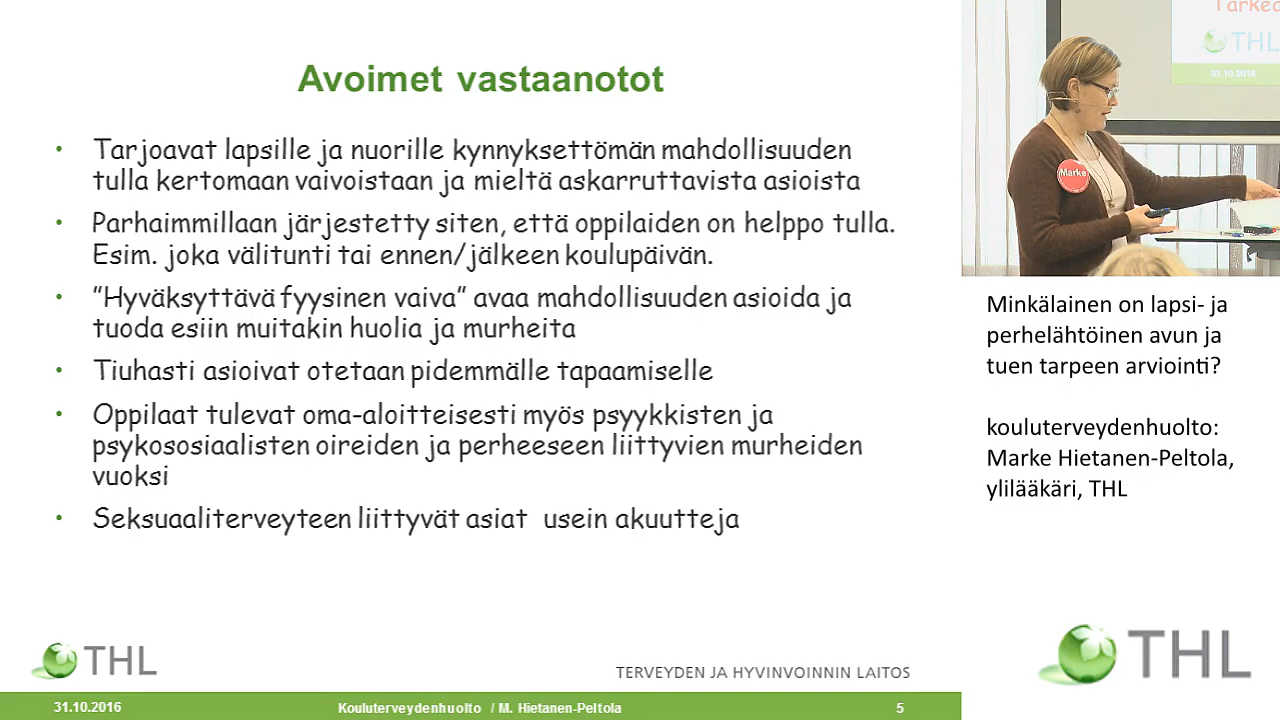 Avoimet vastaanotot
• Tarjoavat lapsille ja nuorille kynnyksettömän mahdollisuuden
tulla kertomaan vaivoistaan ja mieltä askarruttavista asioista
• Parhaimmillaan järjestetty siten, että oppilaiden on helppo tulla.
Esim. joka välitunti tai ennen/jälkeen koulupäivän.
• ”Hyväksyttävä fyysinen vaiva” avaa mahdollisuuden asioida ja
tuoda esiin muitakin huolia ja murheita
• Tiuhasti asioivat otetaan pidemmälle tapaamiselle
• Oppilaat tulevat oma-aloitteisesti myös psyykkisten ja
psykososiaalisten oireiden ja perheeseen liittyvien murheiden
vuoksi
• Seksuaaliterveyteen liittyvät asiat usein akuutteja
THL
TERVEYDEN JA HYVINVOINNIN LAITOS
31.10.2016
Kouluterveydenhuolto / M. Hietanen-Peltola
5
THL
31.10.2016
Marke
Minkälainen on lapsi- ja
perhelähtöinen avun ja
tuen tarpeen arviointi?
kouluterveydenhuolto:
Marke Hietanen-Peltola,
ylilääkäri, THL
THL